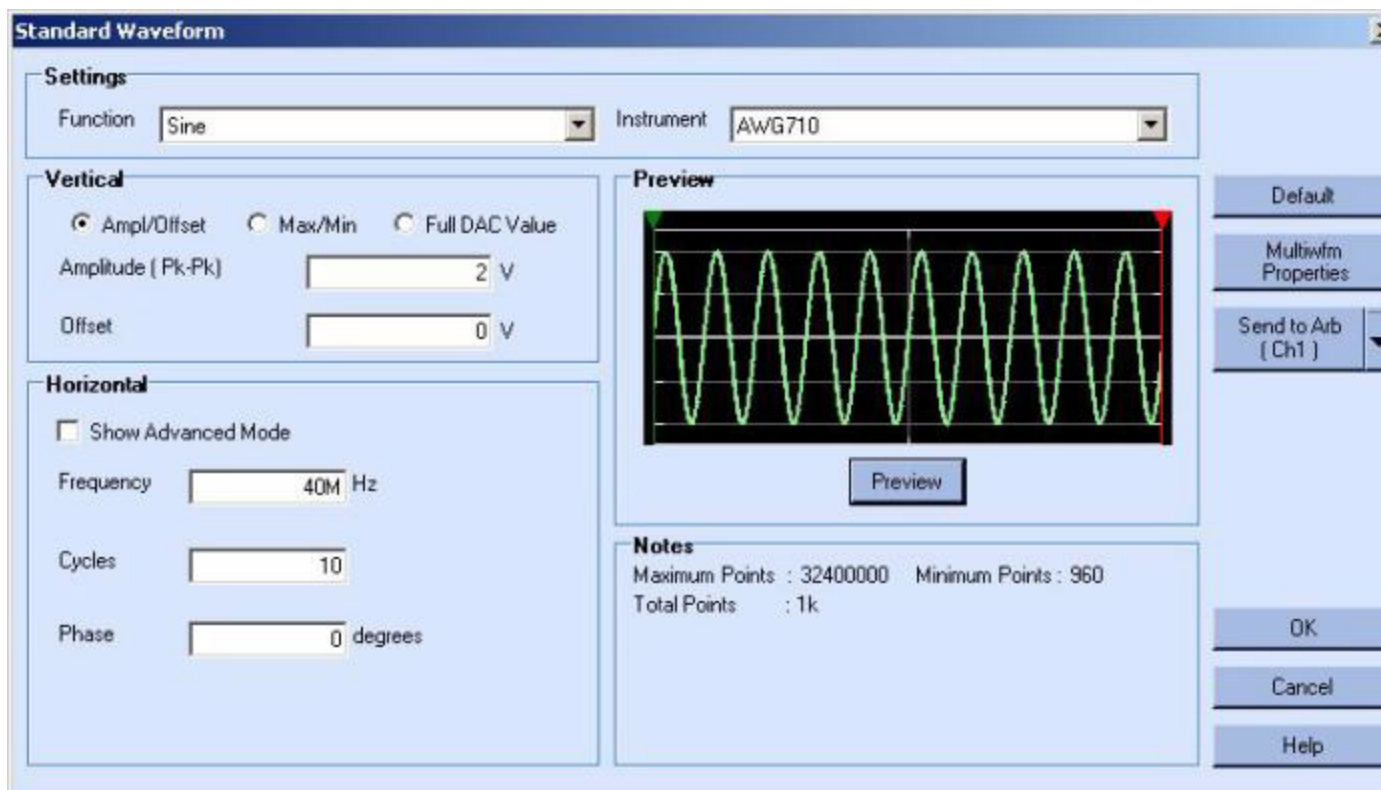 Standard Waveform
Settings
Function Sine Instrument AWG710
Vertical
Ampl/Offset Max/Min Full DAC Value
Amplitude ( Pk-Pk) 2 V
Offset 0 V
Horizontal
Show Advanced Mode
Frequency 40M Hz
Cycles 10
Phase 0 degrees
Preview
Preview
Notes
Maximum Points : 32400000 Minimum Points : 960
Total Points : 1k
Default
Multiwfm
Properties
Send to Arb
( Ch1 )
OK
Cancel
Help